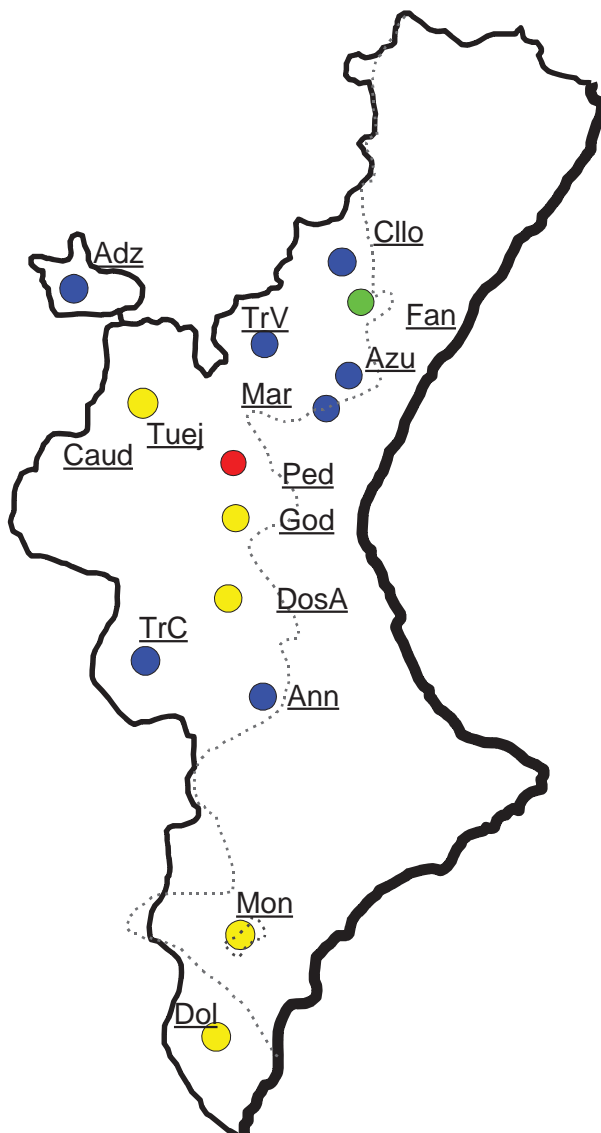 Cllo
Adz
TrV
Fan
Azu
Mar
Tuej
Caud
Ped
God
DosA
TrC
Ann
Mon
Dol